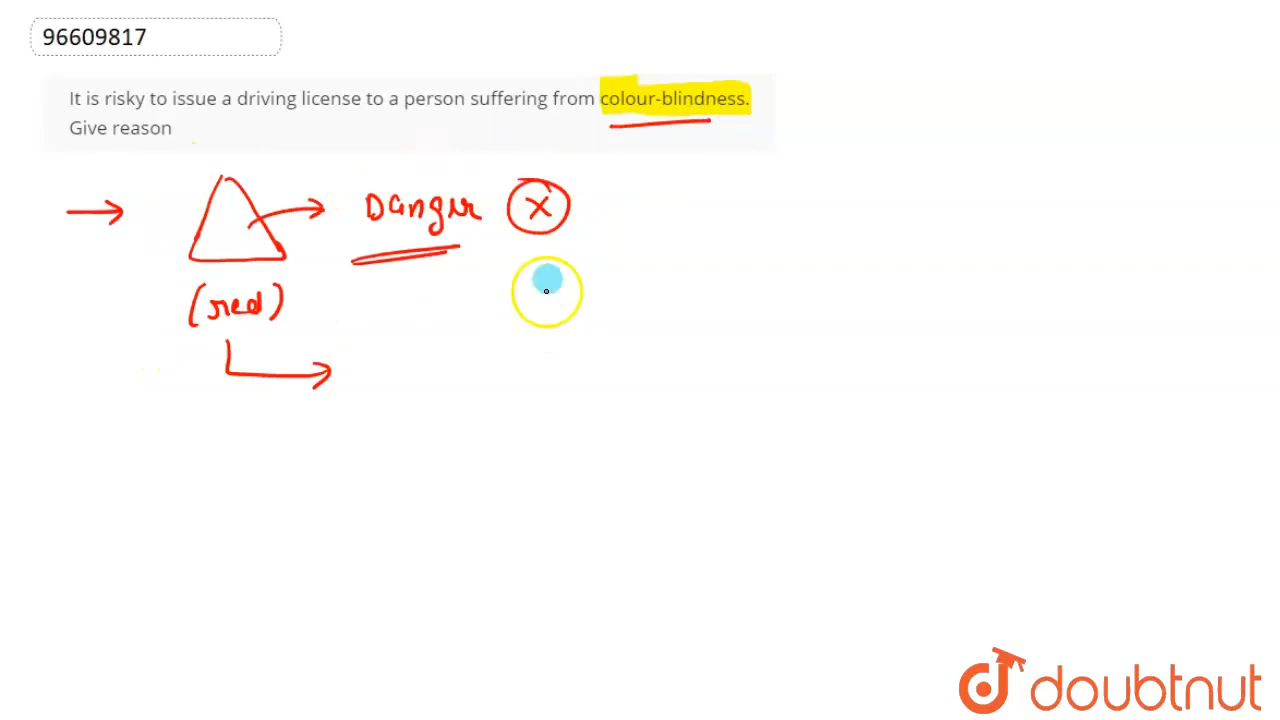 96609817
It is risky to issue a driving license to a person suffering from colour-blindness.
Give reason
Danger X
(red)
doubtnut